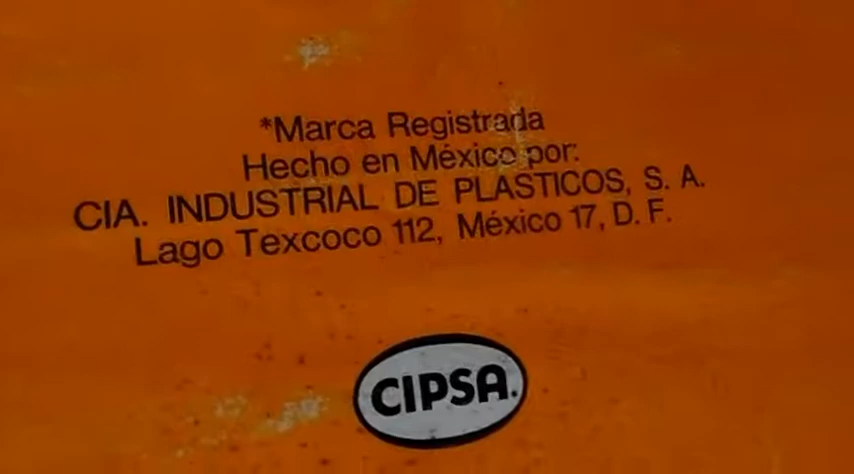 *Marca Registrada
Hecho en México por:
CIA. INDUSTRIAL DE PLASTICOS, S. A.
Lago Texcoco 112, México 17, D. F.
CIPSA.